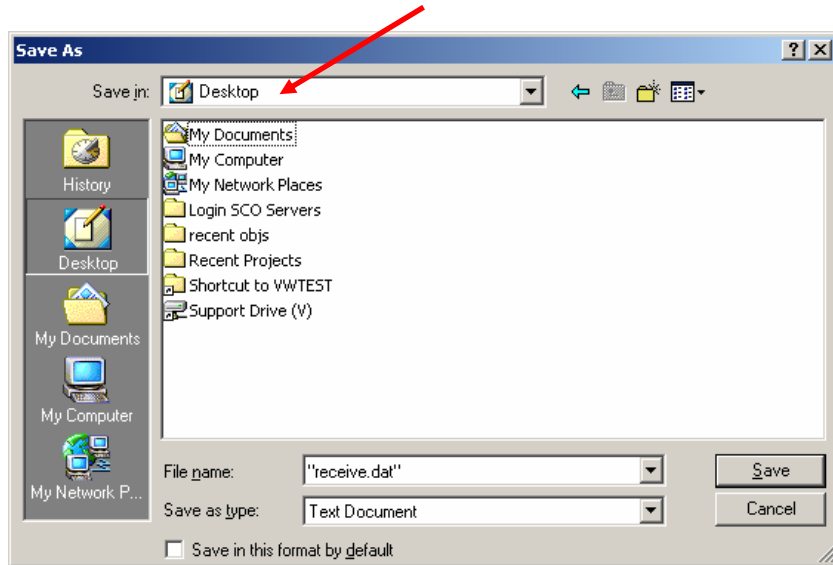 Save As
Save in: Desktop
History
Desktop
My Documents
My Computer
My Network P...
My Documents
My Computer
My Network Places
Login SCO Servers
recent objs
Recent Projects
Shortcut to VWTEST
Support Drive (V)
File name: "receive.dat" Save
Save as type: Text Document Cancel
Save in this format by default